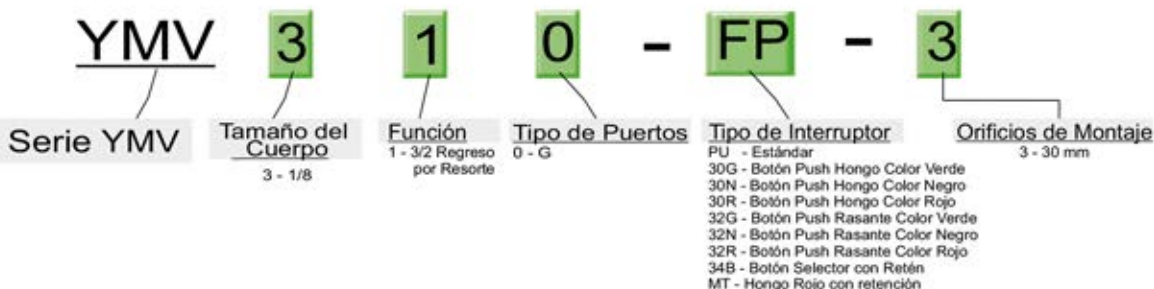 YMV 3 1 0 - FP - 3
Serie YMV
Tamaño del
Cuerpo
3 - 1/8
Función
1 - 3/2 Regreso
por Resorte
Tipo de Puertos
0 - G
Tipo de Interruptor
PU - Estándar
30G - Botón Push Hongo Color Verde
30N - Botón Push Hongo Color Negro
30R - Botón Push Hongo Color Rojo
32G - Botón Push Rasante Color Verde
32N - Botón Push Rasante Color Negro
32R - Botón Push Rasante Color Rojo
34B - Botón Selector con Retén
MT - Hongo Rojo con retención
Orificios de Montaje
3 - 30 mm